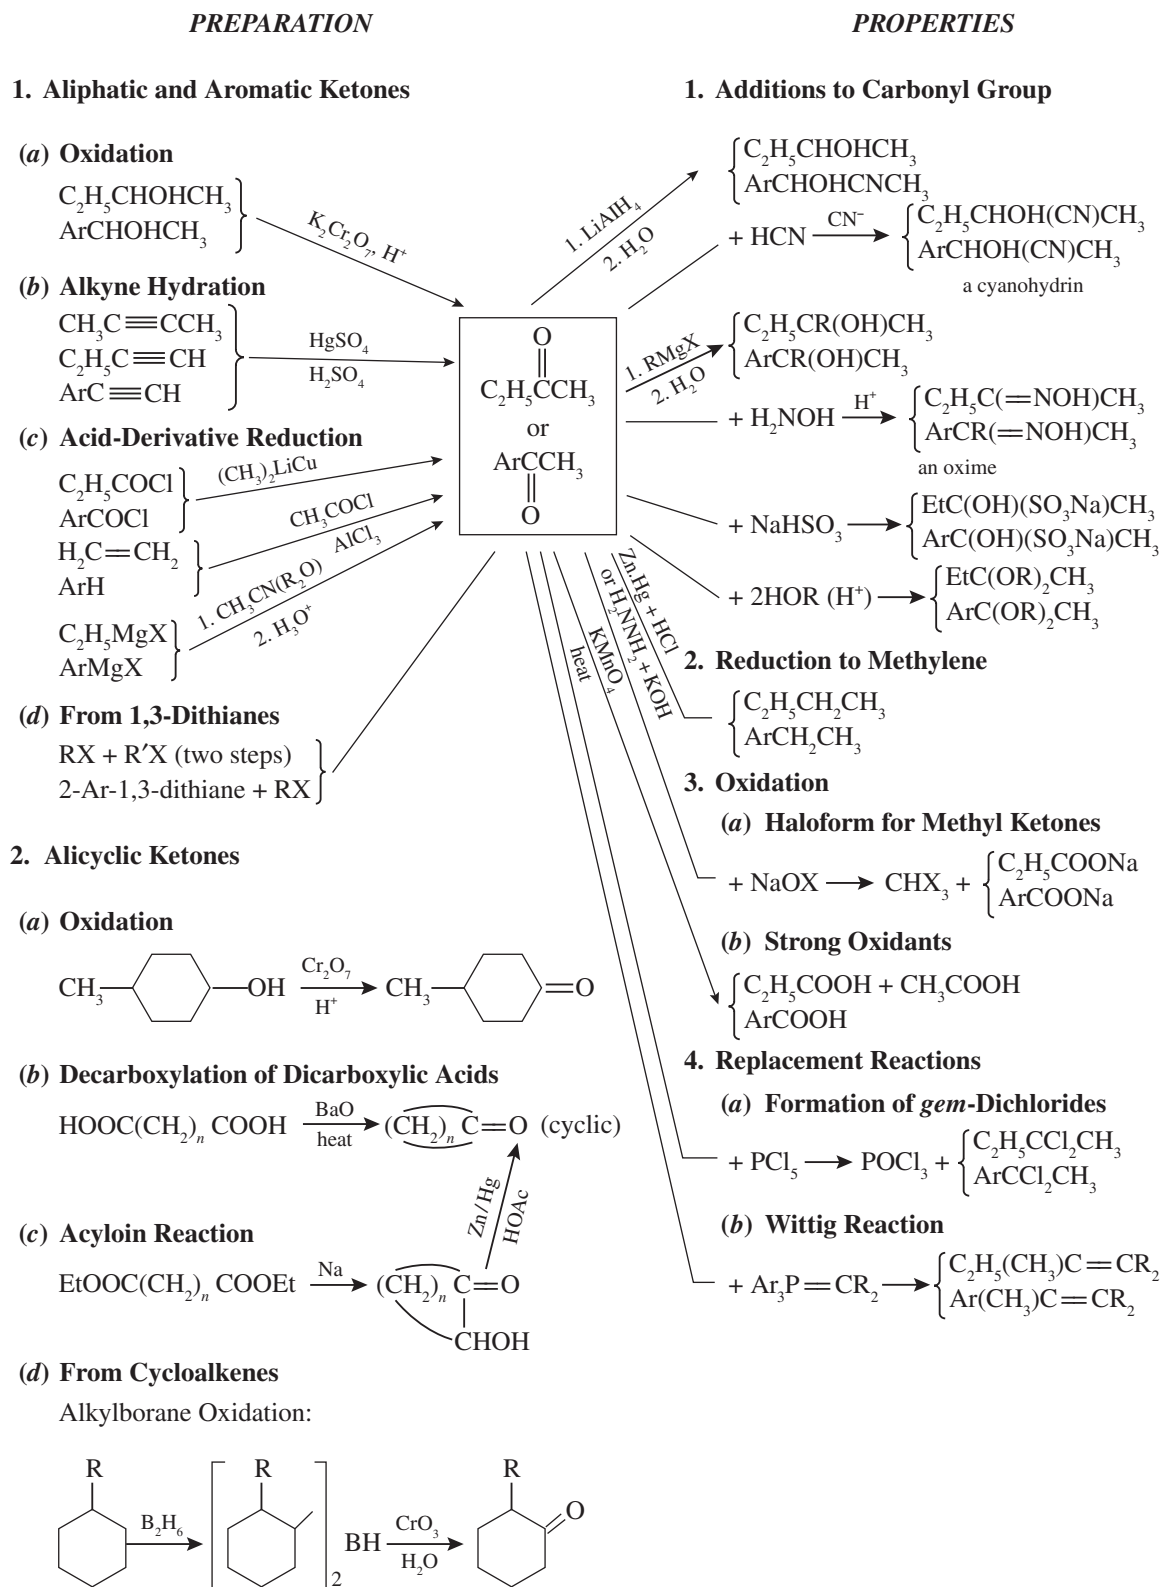 PREPARATION
1. Aliphatic and Aromatic Ketones
(a) Oxidation
C₂H₅CHOHCH₃
ArCHOHCH₃
K₂Cr₂O₇, H⁺
(b) Alkyne Hydration
CH₃C≡CCH₃
C₂H₅C≡CH
ArC≡CH
HgSO₄
H₂SO₄
(c) Acid-Derivative Reduction
C₂H₅COCl
ArCOCl
(CH₃)₂LiCu
H₂C=CH₂
ArH
CH₃COCl
AlCl₃
C₂H₅MgX
ArMgX
1. CH₃CN(R₂O)
2. H₃O⁺
(d) From 1,3-Dithianes
RX + R′X (two steps)
2-Ar-1,3-dithiane + RX
O
C₂H₅CCH₃
or
ArCCH₃
O
2. Alicyclic Ketones
(a) Oxidation
CH₃ OH Cr₂O₇ H⁺ CH₃ =O
(b) Decarboxylation of Dicarboxylic Acids
HOOC(CH₂)ₙ COOH BaO heat (CH₂)ₙ C=O (cyclic)
Zn/Hg
HOAc
(c) Acyloin Reaction
EtOOC(CH₂)ₙ COOEt Na (CH₂)ₙ C=O
CHOH
(d) From Cycloalkenes
Alkylborane Oxidation:
R R R
O
B₂H₆ 2 BH CrO₃ H₂O
PROPERTIES
1. Additions to Carbonyl Group
1. LiAlH₄
2. H₂O
C₂H₅CHOHCH₃
ArCHOHCNCH₃
+ HCN CN⁻
C₂H₅CHOH(CN)CH₃
ArCHOH(CN)CH₃
a cyanohydrin
1. RMgX
2. H₂O
C₂H₅CR(OH)CH₃
ArCR(OH)CH₃
+ H₂NOH H⁺
C₂H₅C(=NOH)CH₃
ArCR(=NOH)CH₃
an oxime
+ NaHSO₃
EtC(OH)(SO₃Na)CH₃
ArC(OH)(SO₃Na)CH₃
+ 2HOR (H⁺)
EtC(OR)₂CH₃
ArC(OR)₂CH₃
2. Reduction to Methylene
Zn.Hg + HCl
or H₂NNH₂ + KOH
C₂H₅CH₂CH₃
ArCH₂CH₃
3. Oxidation
(a) Haloform for Methyl Ketones
+ NaOX CHX₃ +
C₂H₅COONa
ArCOONa
(b) Strong Oxidants
KMnO₄
heat
C₂H₅COOH + CH₃COOH
ArCOOH
4. Replacement Reactions
(a) Formation of gem-Dichlorides
+ PCl₅ POCl₃ +
C₂H₅CCl₂CH₃
ArCCl₂CH₃
(b) Wittig Reaction
+ Ar₃P=CR₂
C₂H₅(CH₃)C=CR₂
Ar(CH₃)C=CR₂